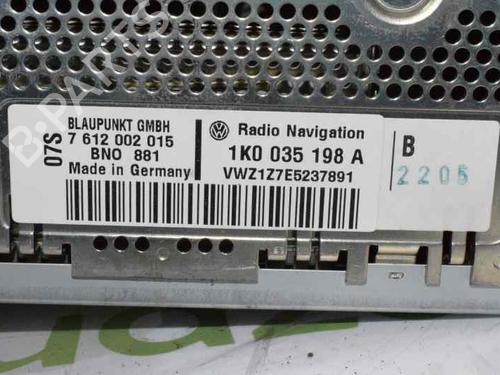 07S
BLAUPUNKT GMBH
7 612 002 015
BNO 881
Made in Germany
Radio Navigation
1K0 035 198 A
VWZ1Z7E5237891
B
2205